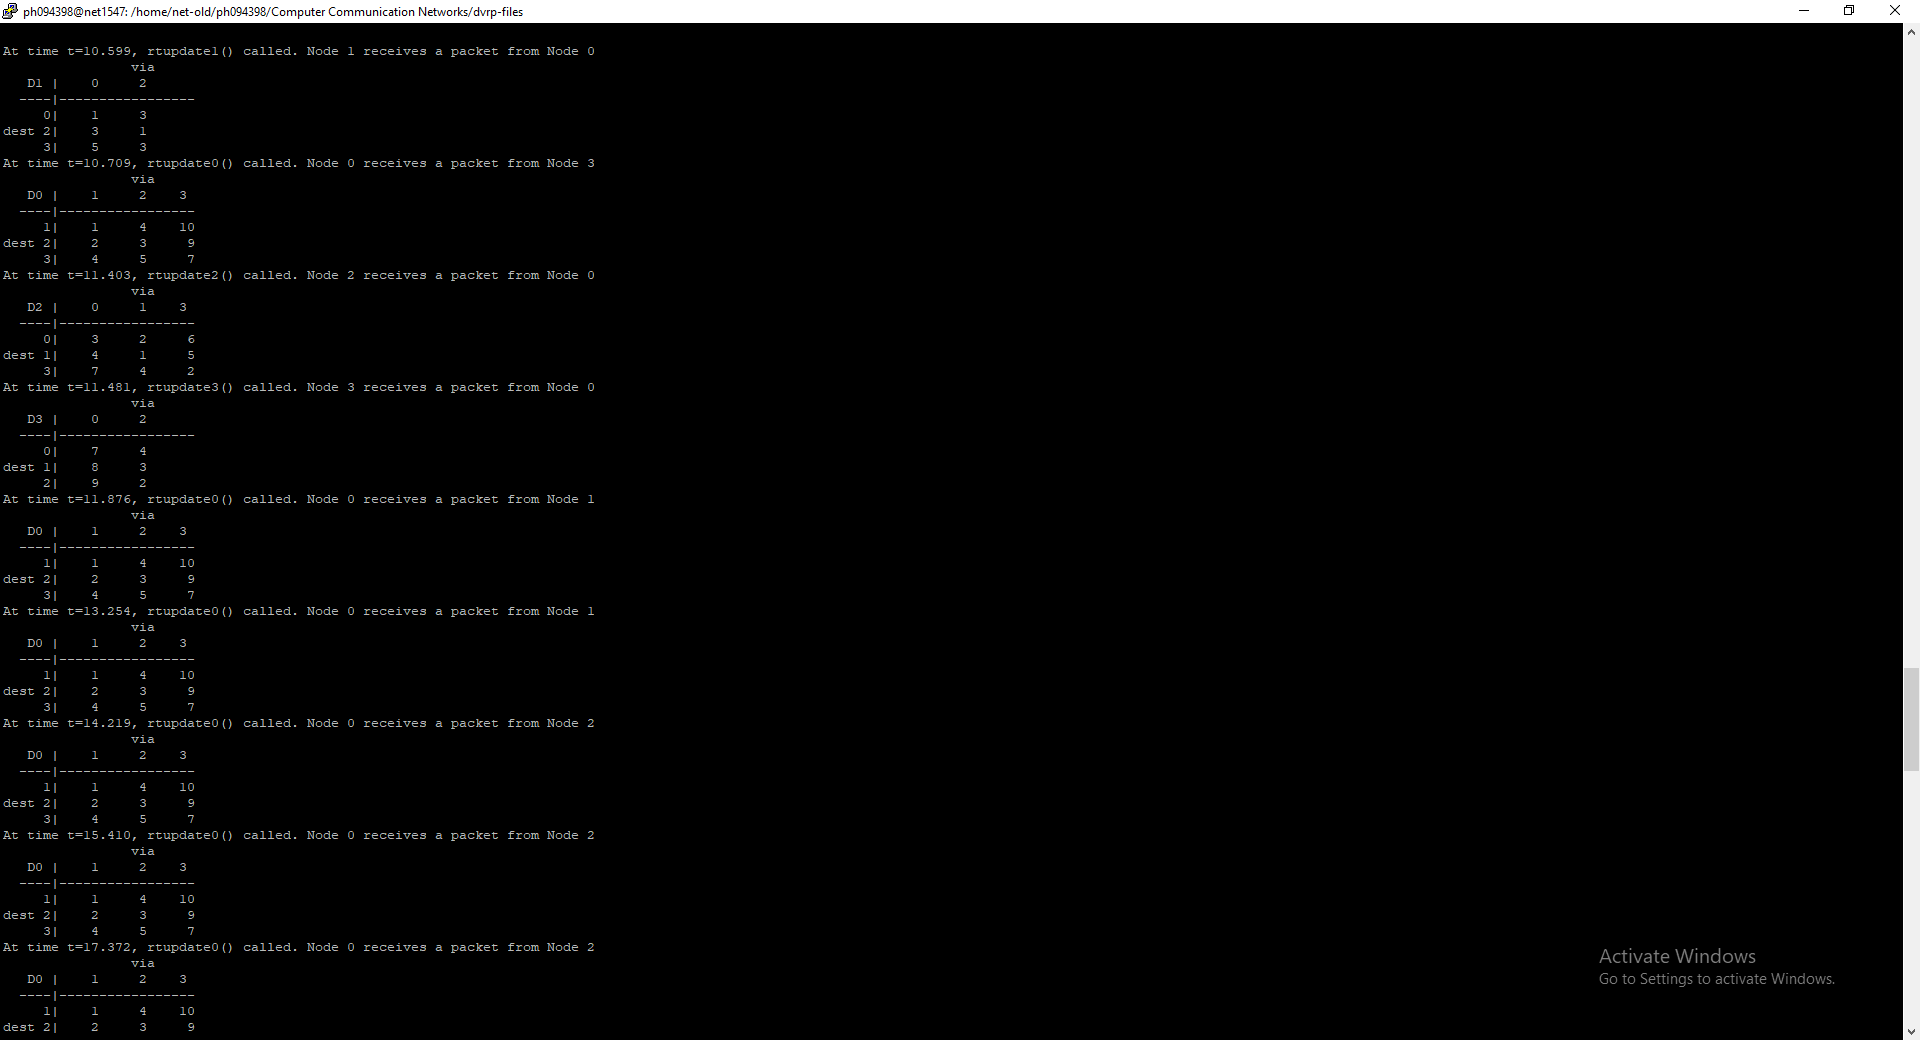 ph094398@net1547: /home/net-old/ph094398/Computer Communication Networks/dvrp-files
At time t=10.599, rtupdate1() called. Node 1 receives a packet from Node 0
                via
   D1 |    0     2
  ----|-----------------
     0|    1     3
dest 2|    3     1
     3|    5     3
At time t=10.709, rtupdate0() called. Node 0 receives a packet from Node 3
                via
   D0 |    1     2    3
  ----|-----------------
     1|    1     4    10
dest 2|    2     3     9
     3|    4     5     7
At time t=11.403, rtupdate2() called. Node 2 receives a packet from Node 0
                via
   D2 |    0     1    3
  ----|-----------------
     0|    3     2     6
dest 1|    4     1     5
     3|    7     4     2
At time t=11.481, rtupdate3() called. Node 3 receives a packet from Node 0
                via
   D3 |    0     2
  ----|-----------------
     0|    7     4
dest 1|    8     3
     2|    9     2
At time t=11.876, rtupdate0() called. Node 0 receives a packet from Node 1
                via
   D0 |    1     2    3
  ----|-----------------
     1|    1     4    10
dest 2|    2     3     9
     3|    4     5     7
At time t=13.254, rtupdate0() called. Node 0 receives a packet from Node 1
                via
   D0 |    1     2    3
  ----|-----------------
     1|    1     4    10
dest 2|    2     3     9
     3|    4     5     7
At time t=14.219, rtupdate0() called. Node 0 receives a packet from Node 2
                via
   D0 |    1     2    3
  ----|-----------------
     1|    1     4    10
dest 2|    2     3     9
     3|    4     5     7
At time t=15.410, rtupdate0() called. Node 0 receives a packet from Node 2
                via
   D0 |    1     2    3
  ----|-----------------
     1|    1     4    10
dest 2|    2     3     9
     3|    4     5     7
At time t=17.372, rtupdate0() called. Node 0 receives a packet from Node 2
                via
   D0 |    1     2    3
  ----|-----------------
     1|    1     4    10
dest 2|    2     3     9
Activate Windows
Go to Settings to activate Windows.